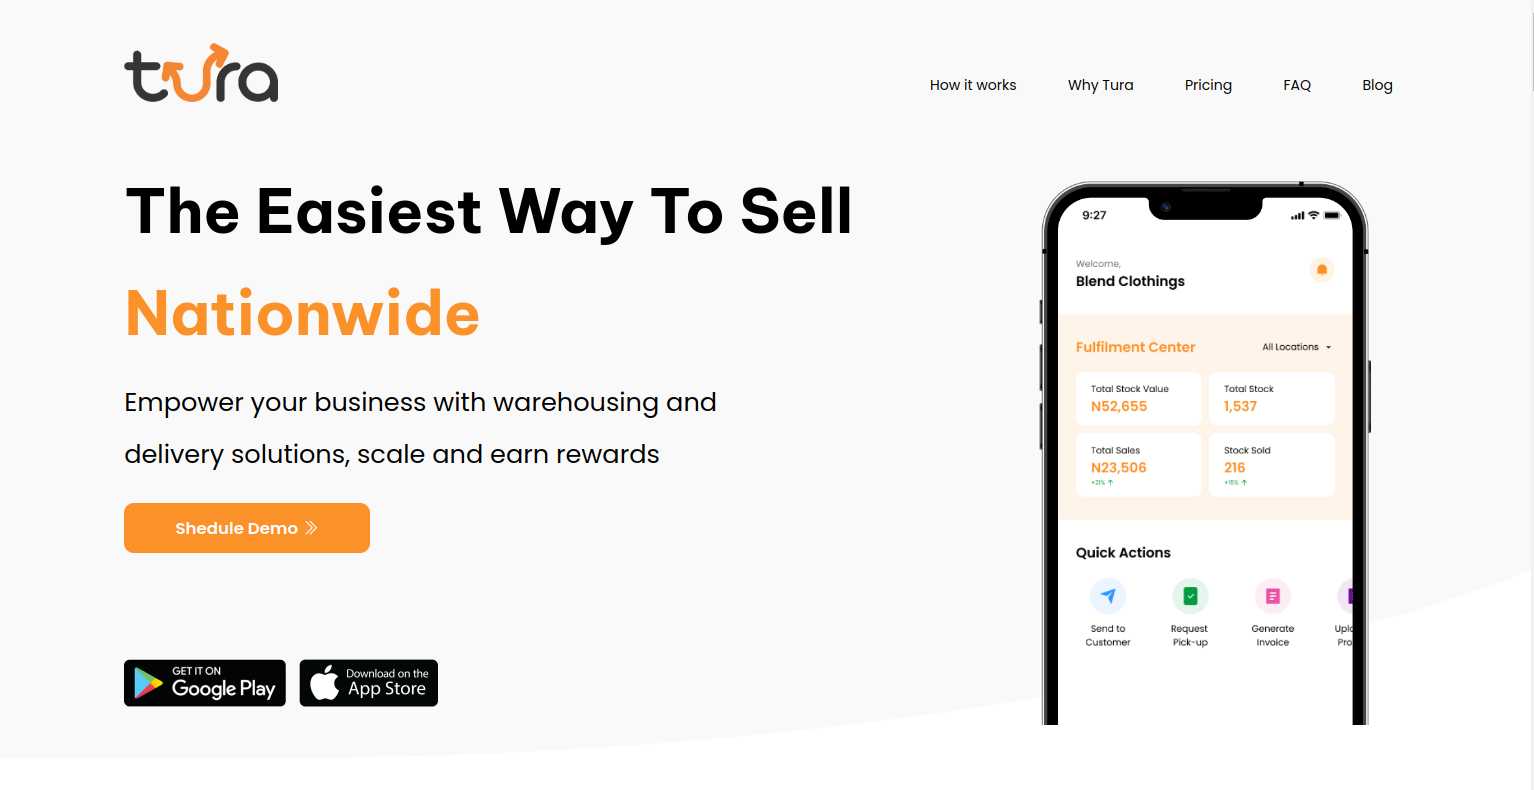 tura
How it works Why Tura Pricing FAQ Blog
The Easiest Way To Sell
Nationwide
Empower your business with warehousing and
delivery solutions, scale and earn rewards
Shedule Demo
GET IT ON
Google Play
Download on the
App Store
9:27
Welcome,
Blend Clothings
Fulfilment Center All Locations
Total Stock Value Total Stock
N52,655 1,537
Total Sales Stock Sold
N23,506 216
+21% ↑ +15% ↑
Quick Actions
Send to Request Generate Uplo
Customer Pick-up Invoice Pro